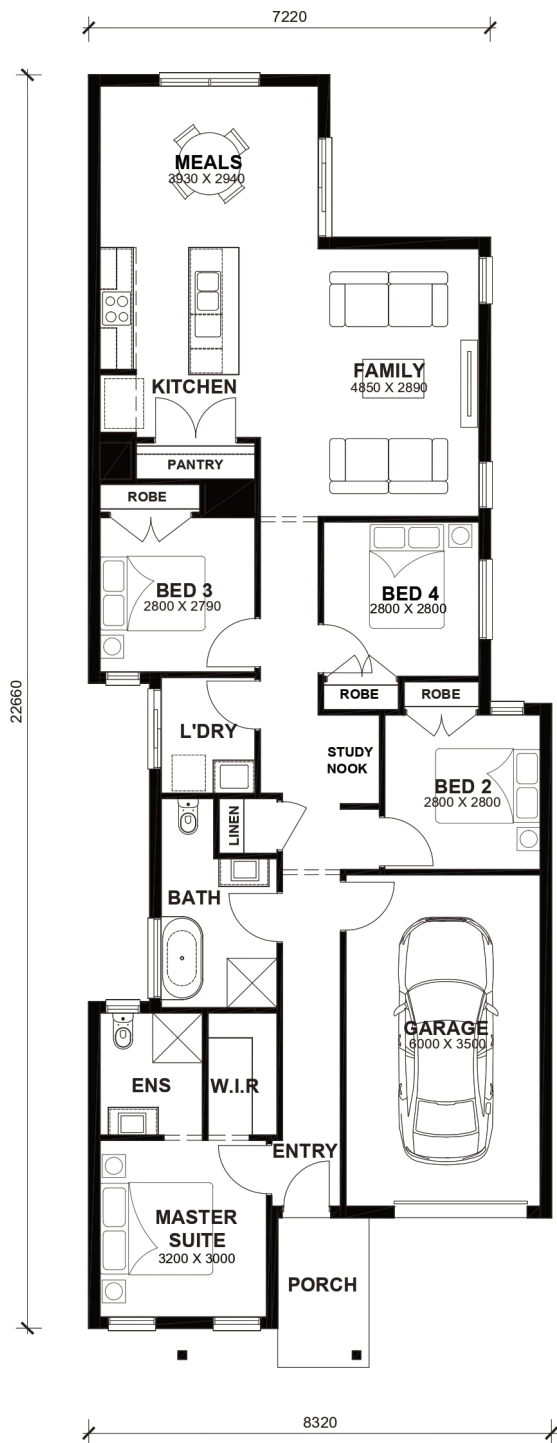 7220
MEALS
3930 X 2940
FAMILY
4850 X 2890
KITCHEN
PANTRY
ROBE
BED 3
2800 X 2790
BED 4
2800 X 2800
22660
ROBE
ROBE
L'DRY
STUDY
NOOK
BED 2
2800 X 2800
LINEN
BATH
GARAGE
6000 X 3500
ENS
W.I.R
ENTRY
MASTER
SUITE
3200 X 3000
PORCH
8320